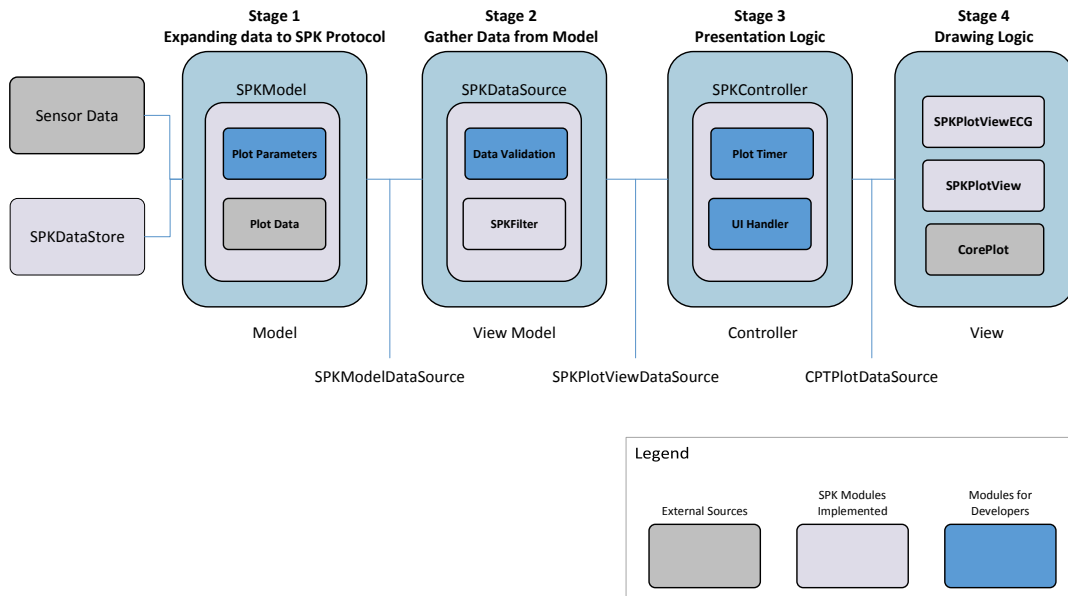 Stage 1
Expanding data to SPK Protocol
Stage 2
Gather Data from Model
Stage 3
Presentation Logic
Stage 4
Drawing Logic
Sensor Data
SPKDataStore
SPKModel
Plot Parameters
Plot Data
Model
SPKDataSource
Data Validation
SPKFilter
View Model
SPKController
Plot Timer
UI Handler
Controller
SPKPlotViewECG
SPKPlotView
CorePlot
View
SPKModelDataSource
SPKPlotViewDataSource
CPTPlotDataSource
Legend
External Sources
SPK Modules
Implemented
Modules for
Developers